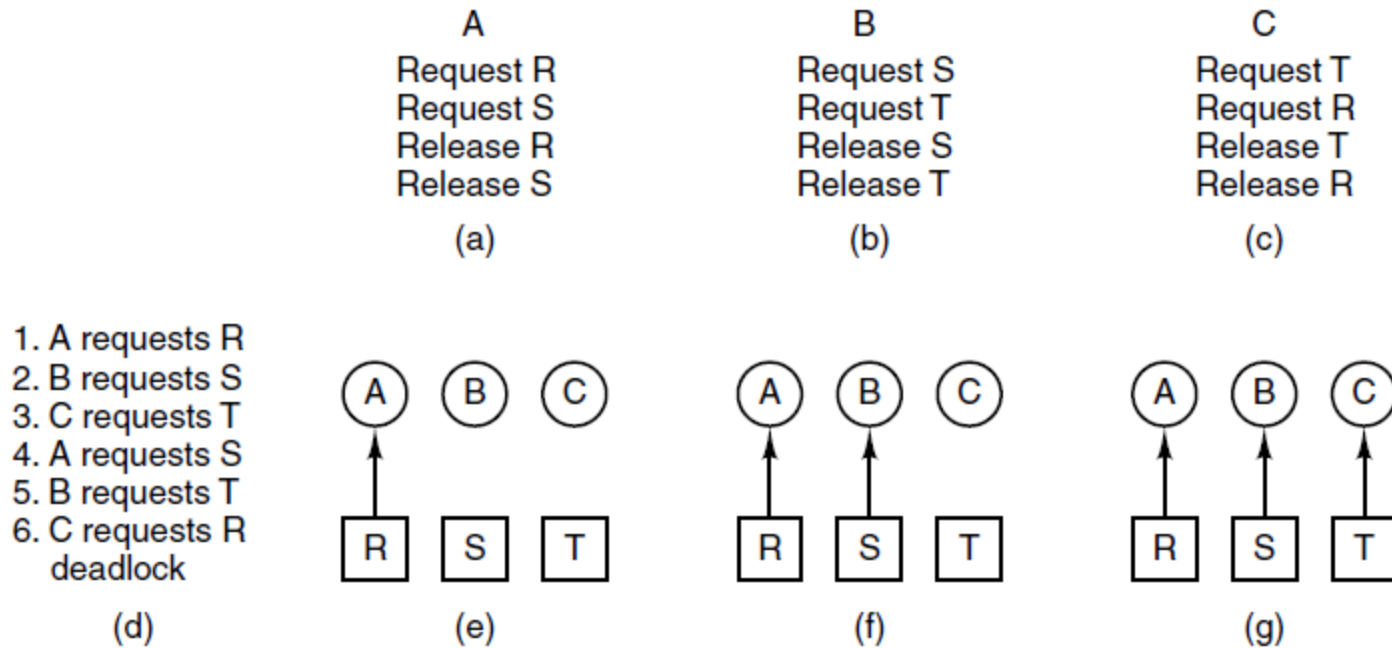 A
Request R
Request S
Release R
Release S
(a)
B
Request S
Request T
Release S
Release T
(b)
C
Request T
Request R
Release T
Release R
(c)
1. A requests R
2. B requests S
3. C requests T
4. A requests S
5. B requests T
6. C requests R
deadlock
(d)
A B C
R S T
(e)
A B C
R S T
(f)
A B C
R S T
(g)